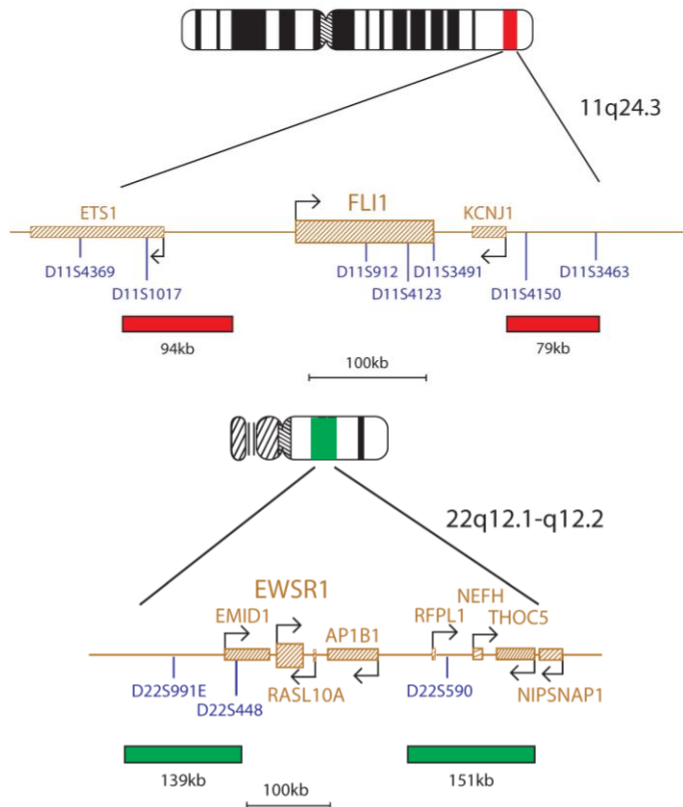 11q24.3
ETS1
FLI1
KCNJ1
D11S4369
D11S912
D11S3491
D11S3463
D11S1017
D11S4123
D11S4150
94kb
79kb
100kb
22q12.1-q12.2
EWSR1
NEFH
EMID1
AP1B1
RFPL1
THOC5
D22S991E
RASL10A
D22S590
NIPSNAP1
D22S448
139kb
151kb
100kb